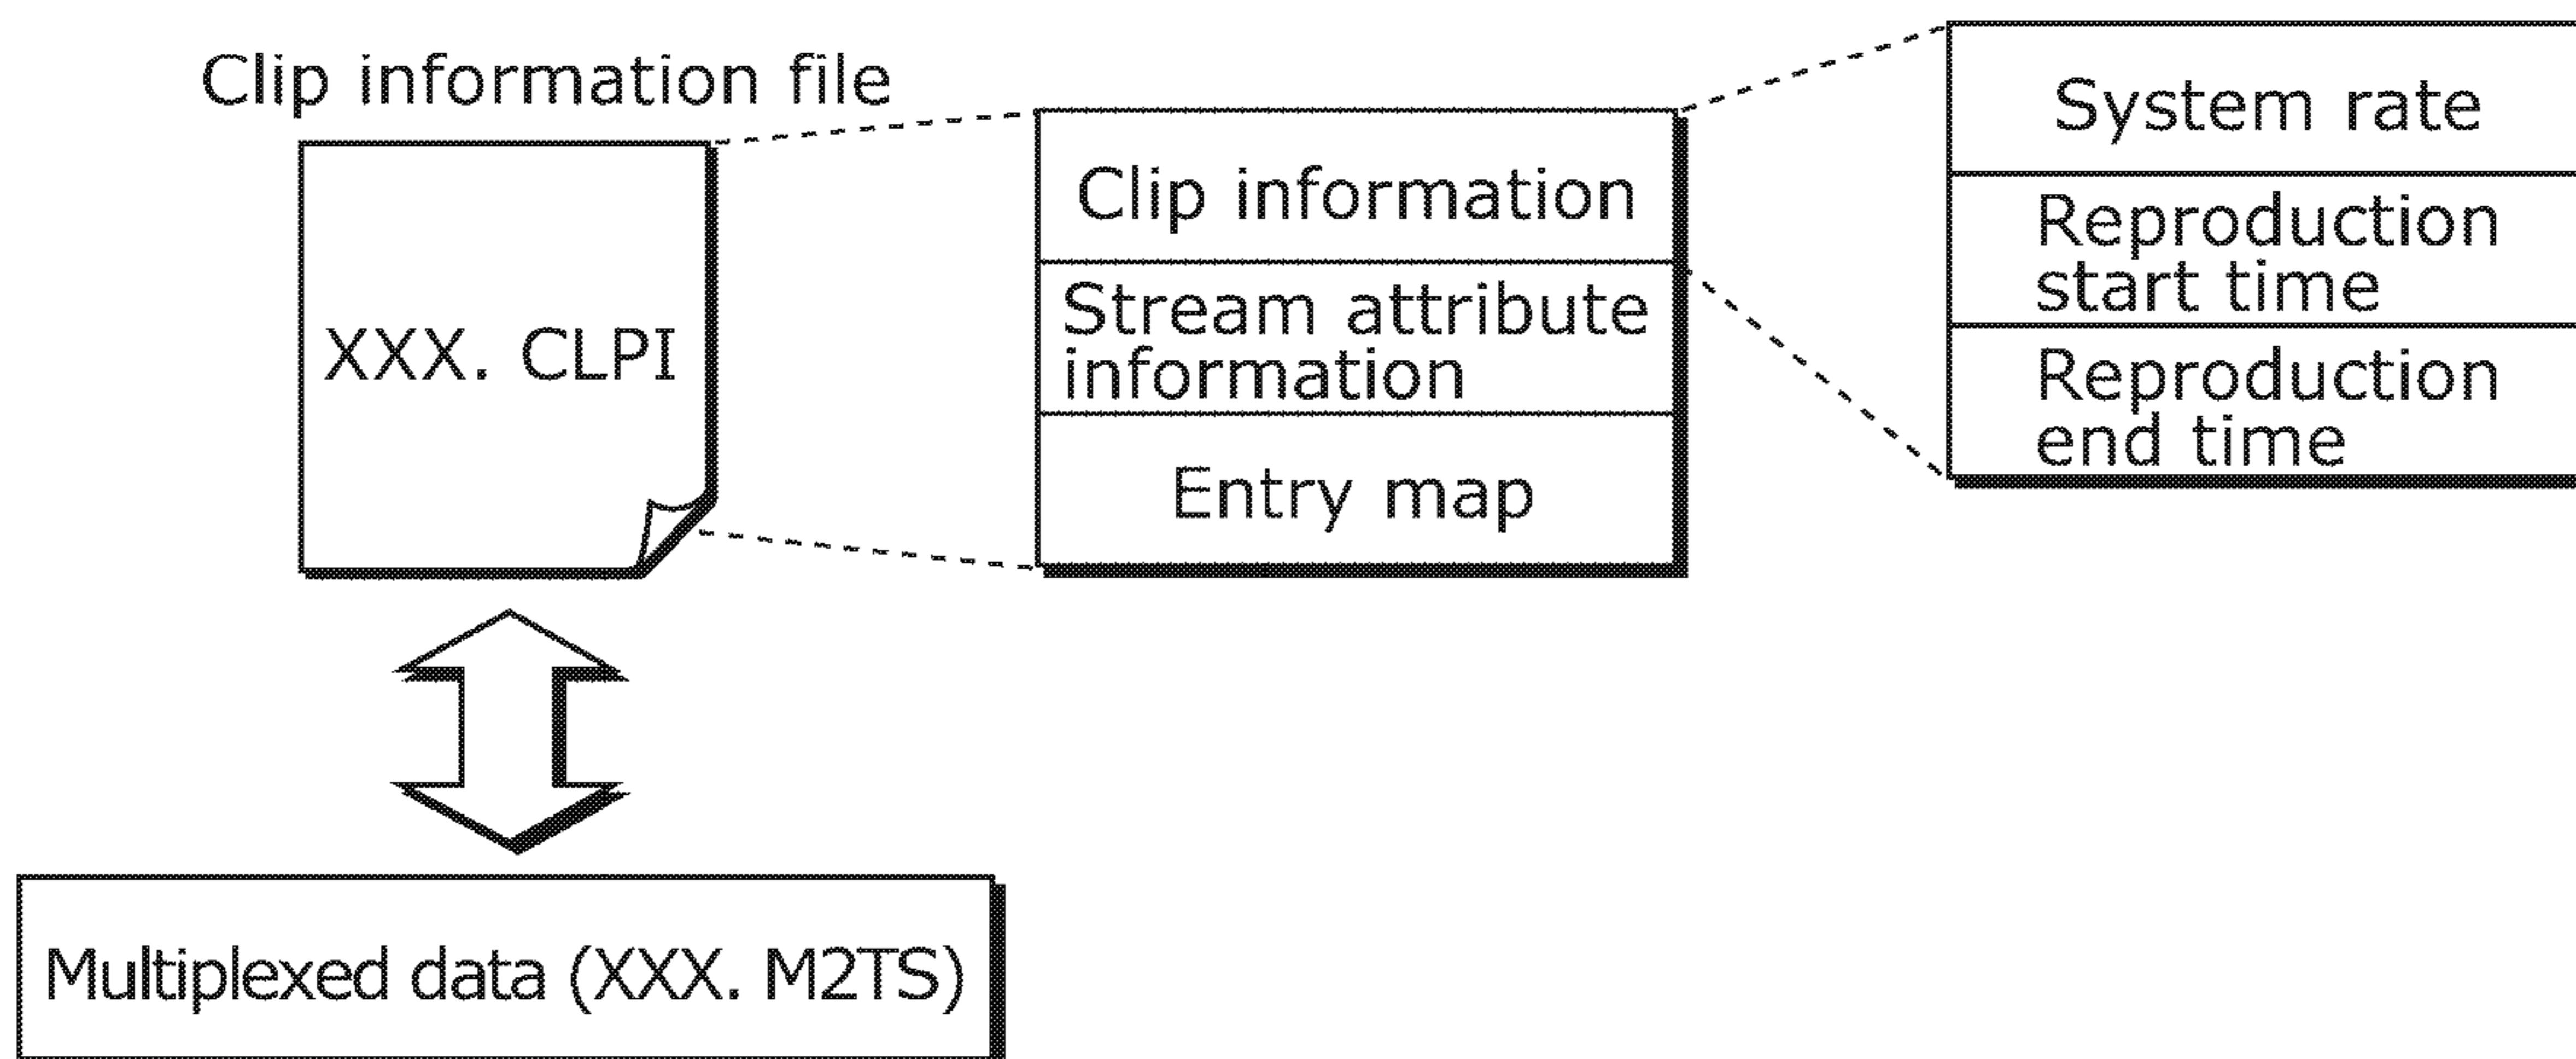 Clip information file
XXX. CLPI
Clip information
Stream attribute
information
Entry map
System rate
Reproduction
start time
Reproduction
end time
Multiplexed data (XXX. M2TS)